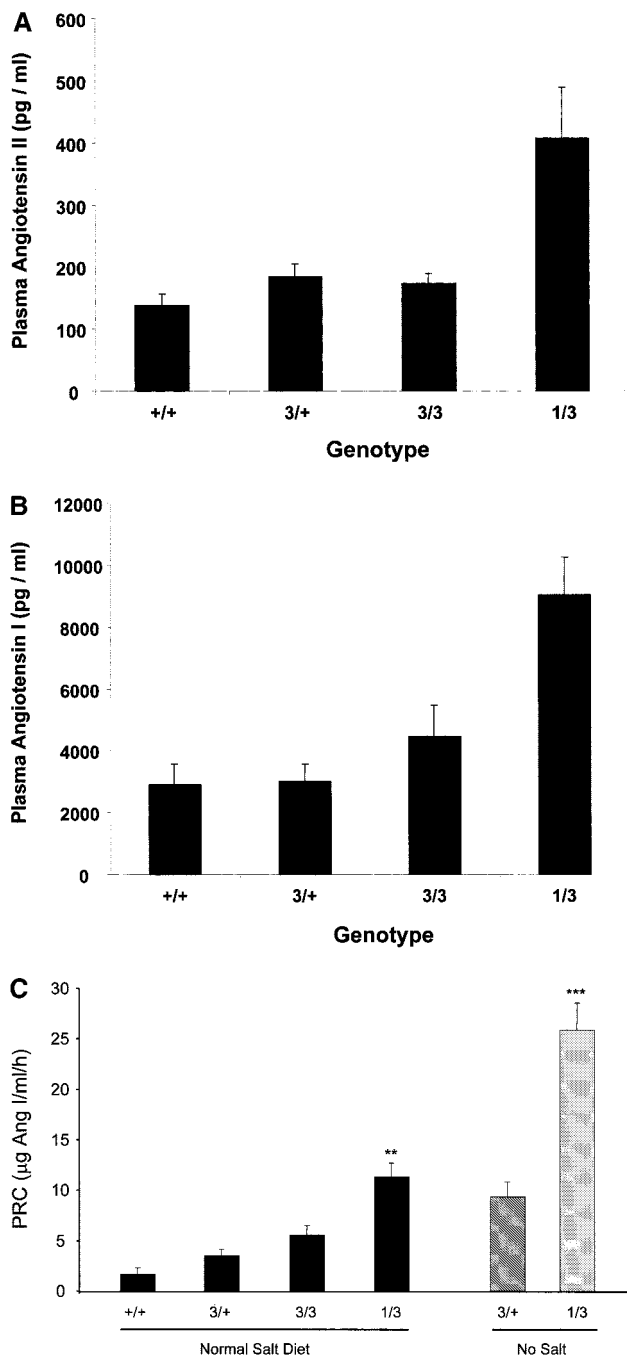 A
Plasma Angiotensin II (pg / ml)
600
500
400
300
200
100
0
+/+ 3/+ 3/3 1/3
Genotype
B
Plasma Angiotensin I (pg / ml)
12000
10000
8000
6000
4000
2000
0
+/+ 3/+ 3/3 1/3
Genotype
C
PRC (µg Ang I/ml/h)
30
25
20
15
10
5
0
**
***
+/+ 3/+ 3/3 1/3 3/+ 1/3
Normal Salt Diet No Salt